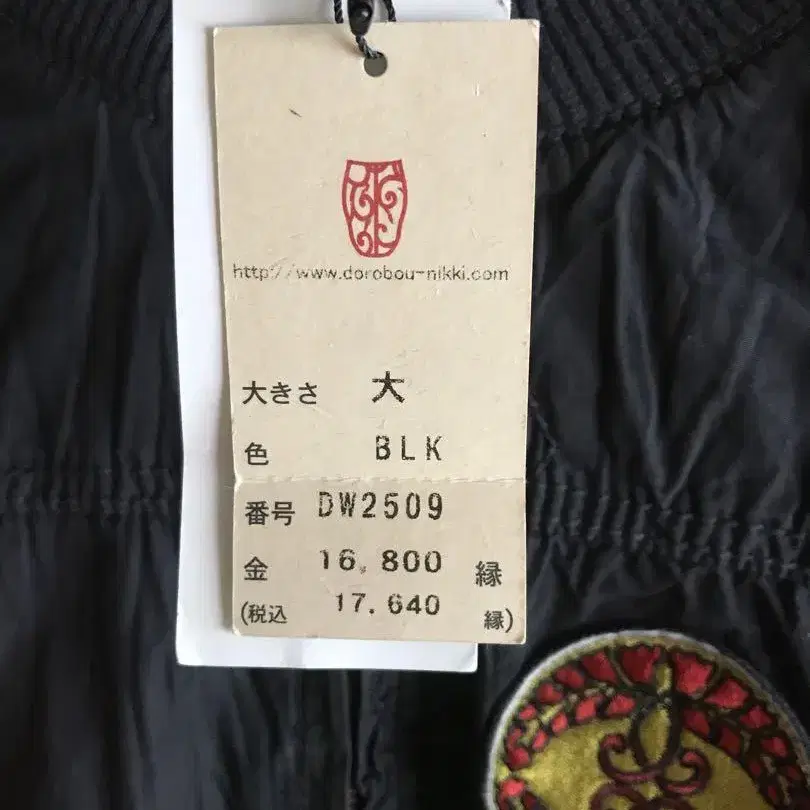 http://www.dorobou-nikki.com
大きさ 大
色 BLK
番号 DW2509
金 16,800 縁
(税込 17.640 縁)